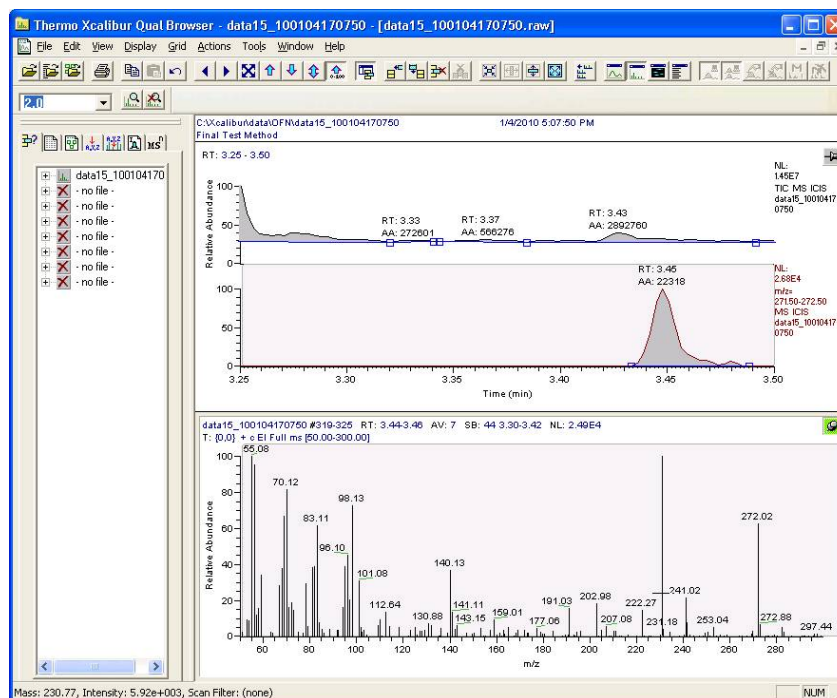 Thermo Xcalibur Qual Browser - data15_100104170750 - [data15_100104170750.raw]
File Edit View Display Grid Actions Tools Window Help
2.0
C:\Xcalibur\data\OFN\data15_100104170750 1/4/2010 5:07:50 PM
Final Test Method
data15_100104170
- no file -
- no file -
- no file -
- no file -
- no file -
- no file -
- no file -
RT: 3.25 - 3.50
NL:
1.45E7
TIC MS ICIS
data15_10010417
0750
Relative Abundance
100
50
0
RT: 3.33
AA: 272601
RT: 3.37
AA: 566276
RT: 3.43
AA: 2892760
NL:
2.68E4
m/z=
271.50-272.50
MS ICIS
data15_10010417
0750
100
50
0
RT: 3.45
AA: 22318
3.25 3.30 3.35 3.40 3.45 3.50
Time (min)
data15_100104170750 #319-325 RT: 3.44-3.46 AV: 7 SB: 44 3.30-3.42 NL: 2.49E4
T: {0,0} + c EI Full ms [50.00-300.00]
Relative Abundance
100
80
60
40
20
0
55.08
70.12
83.11
96.10
98.13
101.08
112.64
130.88
140.13
141.11
143.15
159.01
177.06
191.03
202.98
207.08
222.27
231.18
241.02
253.04
272.02
272.88
297.44
60 80 100 120 140 160 180 200 220 240 260 280
m/z
Mass: 230.77, Intensity: 5.92e+003, Scan Filter: (none) NUM